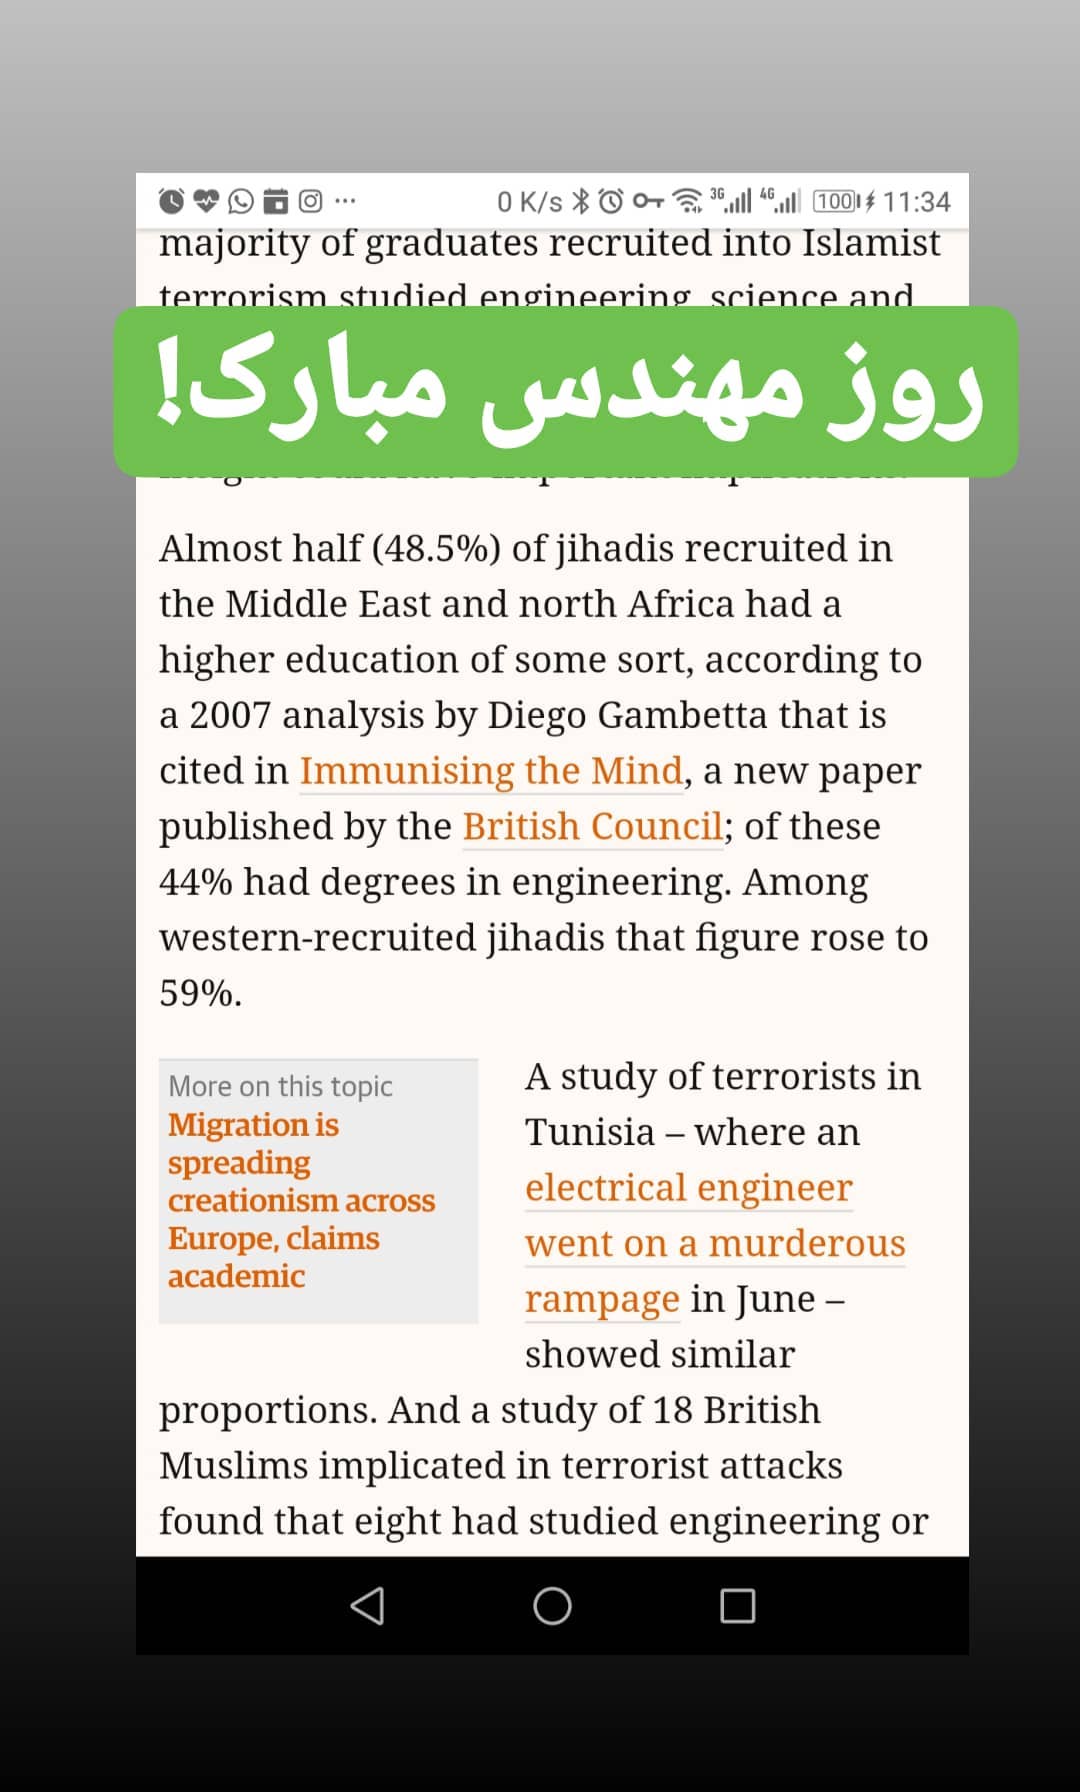 0 K/s 3G 4G 100 11:34
majority of graduates recruited into Islamist
terrorism studied engineering, science and
روز مهندس مبارک!
Almost half (48.5%) of jihadis recruited in
the Middle East and north Africa had a
higher education of some sort, according to
a 2007 analysis by Diego Gambetta that is
cited in Immunising the Mind, a new paper
published by the British Council; of these
44% had degrees in engineering. Among
western-recruited jihadis that figure rose to
59%.
More on this topic
Migration is
spreading
creationism across
Europe, claims
academic
A study of terrorists in
Tunisia – where an
electrical engineer
went on a murderous
rampage in June –
showed similar
proportions. And a study of 18 British
Muslims implicated in terrorist attacks
found that eight had studied engineering or